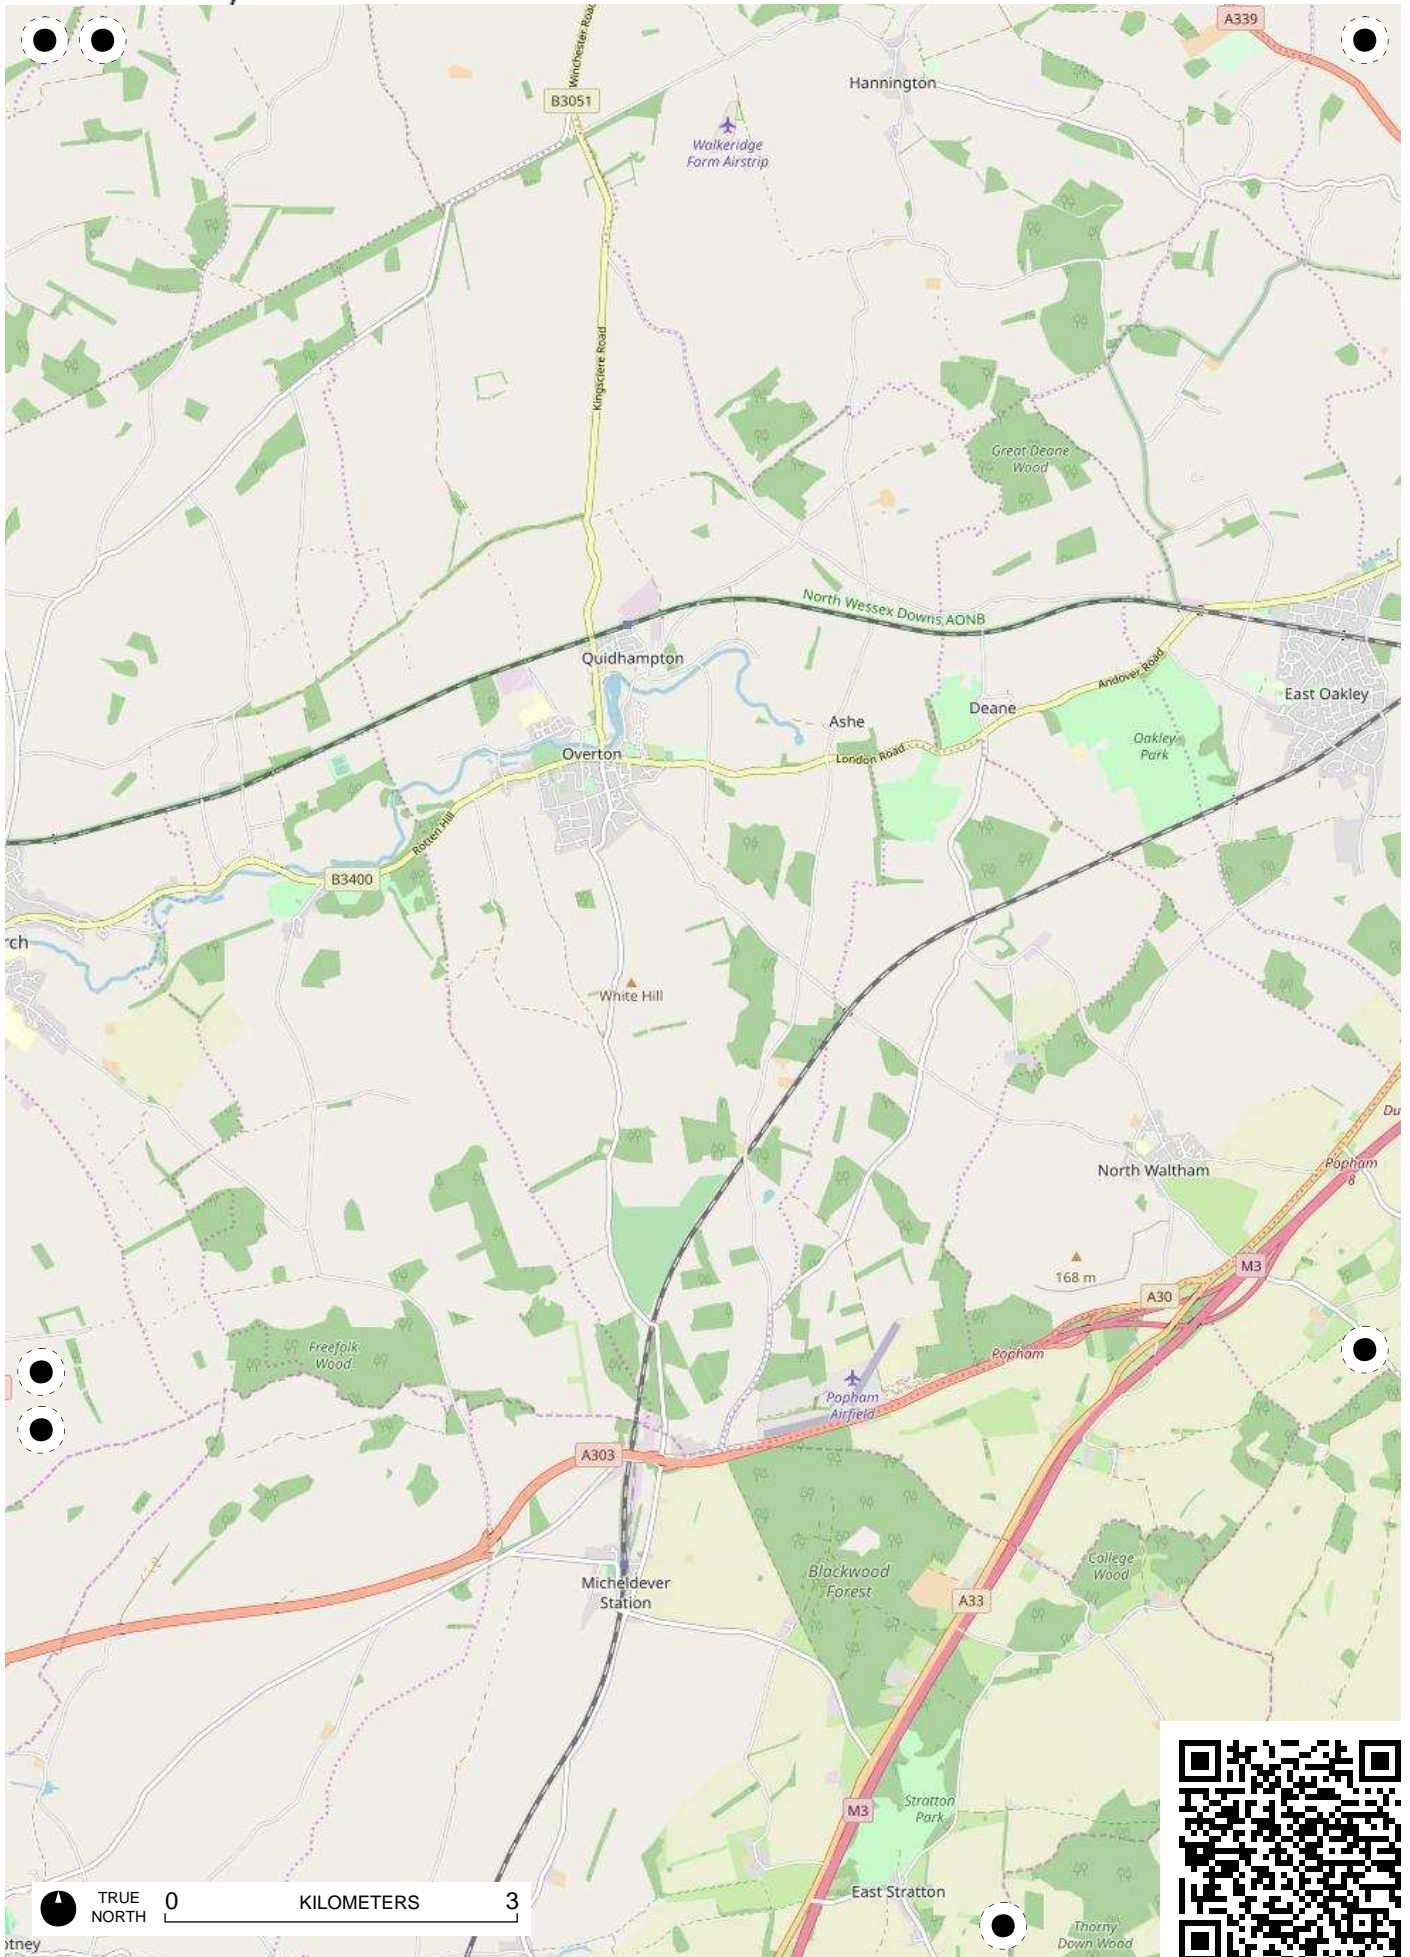 A339
Winchester Road
Hannington
B3051
Walkeridge
Farm Airstrip
Kingsclere Road
Great Deane
Wood
North Wessex Downs AONB
Quidhampton
Andover Road
East Oakley
Deane
Ashe
Oakley
Park
Overton
London Road
Rotten Hill
B3400
rch
White Hill
Du
North Waltham
Popham
8
M3
168 m
A30
Freefolk
Wood
Popham
Popham
Airfield
A303
Blackwood
Forest
College
Wood
Micheldever
Station
A33
Stratton
Park
M3
East Stratton
TRUE
NORTH
0 KILOMETERS 3
Thorny
Down Wood
otney